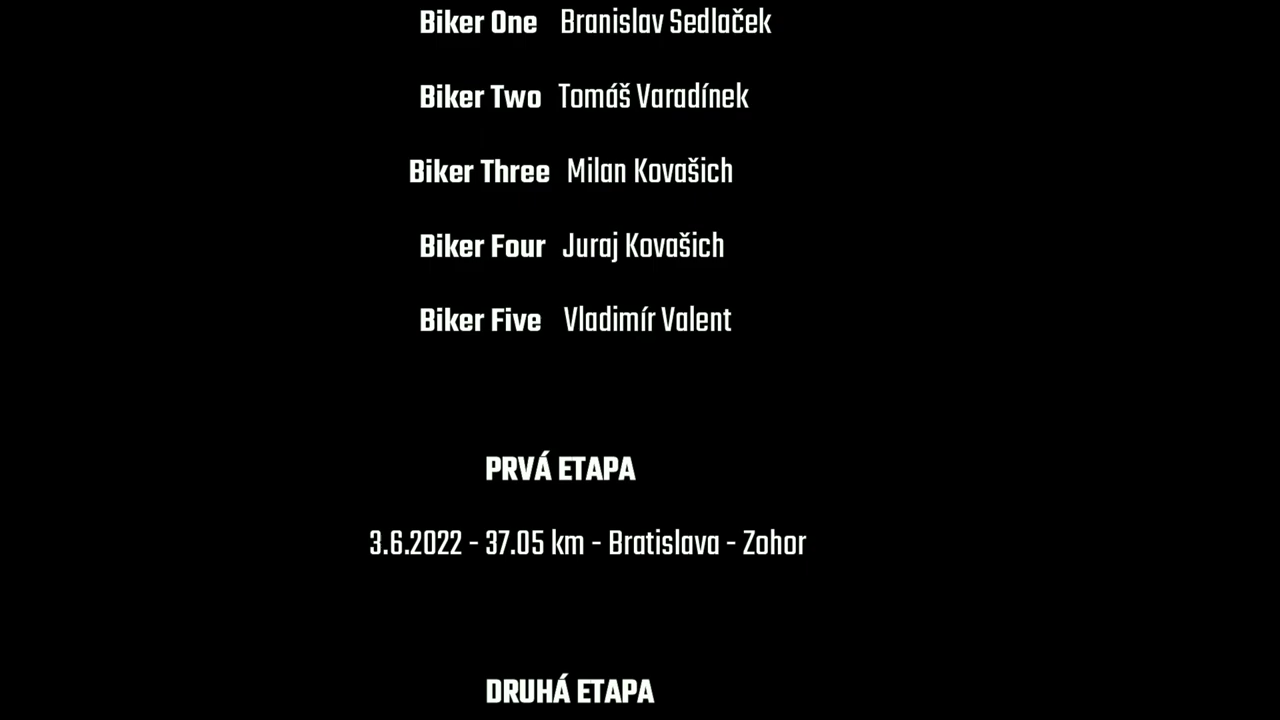 Biker One Branislav Sedlaček
Biker Two Tomáš Varadínek
Biker Three Milan Kovašich
Biker Four Juraj Kovašich
Biker Five Vladimír Valent
PRVÁ ETAPA
3.6.2022 - 37.05 km - Bratislava - Zohor
DRUHÁ ETAPA